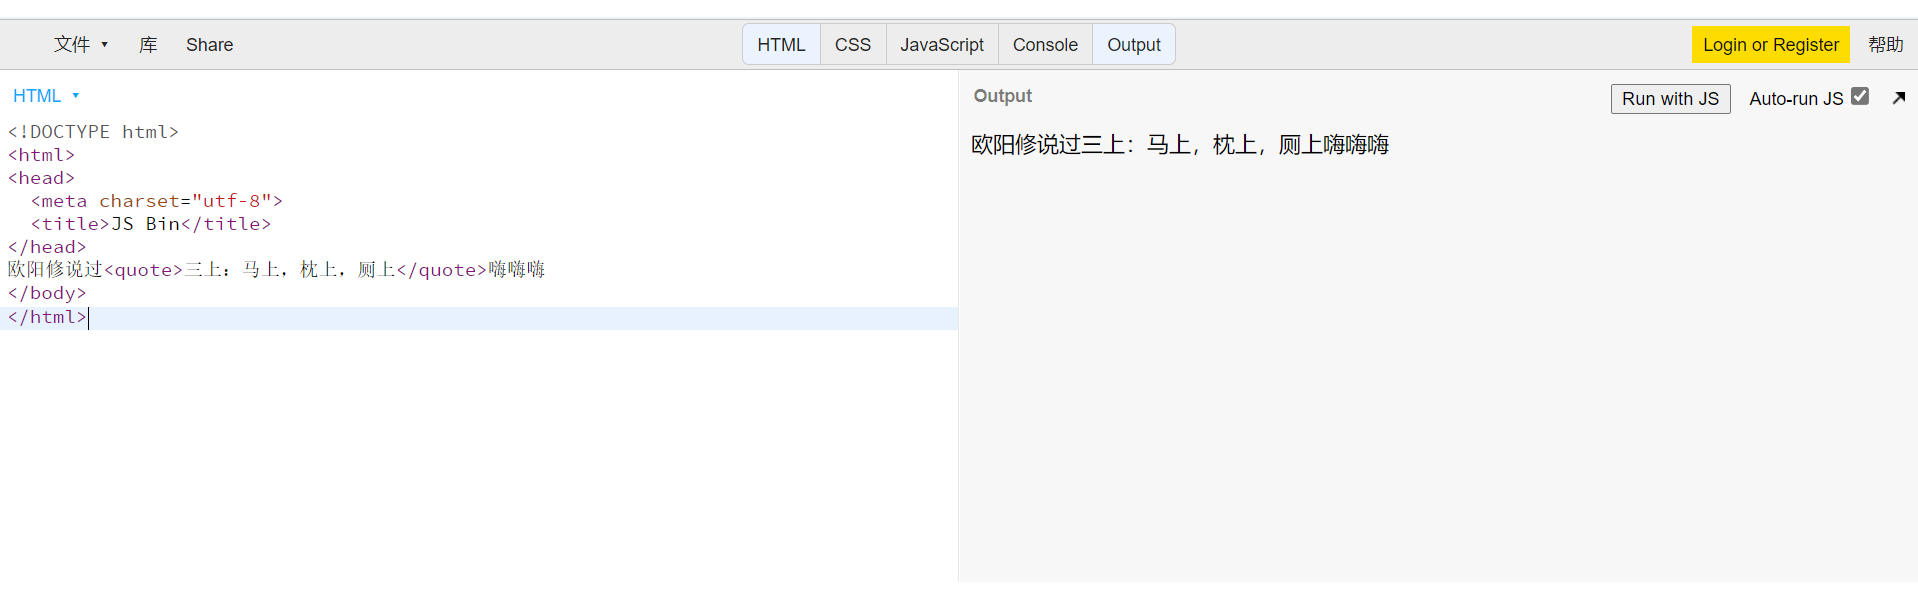 文件 ▼ 库 Share HTML CSS JavaScript Console Output Login or Register 帮助
HTML ▼
<!DOCTYPE html>
<html>
<head>
  <meta charset="utf-8">
  <title>JS Bin</title>
</head>
欧阳修说过<quote>三上：马上，枕上，厕上</quote>嗨嗨嗨
</body>
</html>
Output Run with JS Auto-run JS
欧阳修说过三上：马上，枕上，厕上嗨嗨嗨